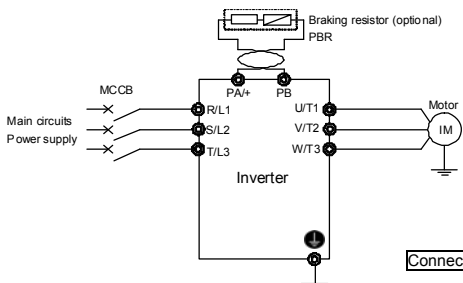 Braking resistor (optional)
PBR
PA/+ PB
MCCB
Main circuits
Power supply
R/L1
S/L2
T/L3
U/T1
V/T2
W/T3
Motor
IM
Inverter
Connec